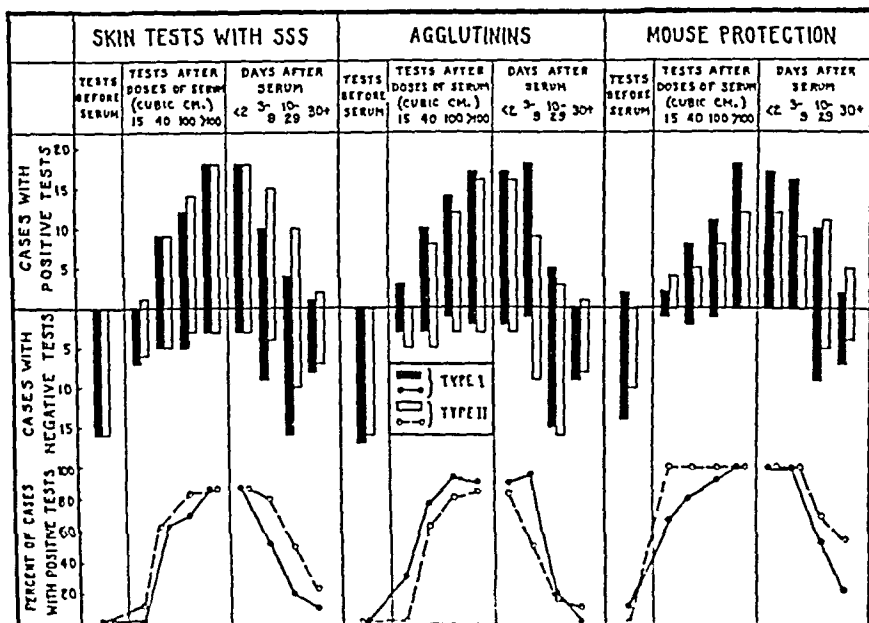 SKIN TESTS WITH SSS
AGGLUTININS
MOUSE PROTECTION
TESTS BEFORE SERUM
TESTS AFTER DOSES OF SERUM (CUBIC CM.)
15 40 100 >100
DAYS AFTER SERUM
<2 3-9 10-29 30+
TESTS BEFORE SERUM
TESTS AFTER DOSES OF SERUM (CUBIC CM.)
15 40 100 >100
DAYS AFTER SERUM
<2 3-9 10-29 30+
TESTS BEFORE SERUM
TESTS AFTER DOSES OF SERUM (CUBIC CM.)
15 40 100 >100
DAYS AFTER SERUM
<2 3-9 10-29 30+
CASES WITH POSITIVE TESTS
20
15
10
5
CASES WITH NEGATIVE TESTS
5
10
15
TYPE I
TYPE II
PERCENT OF CASES WITH POSITIVE TESTS
100
80
60
40
20